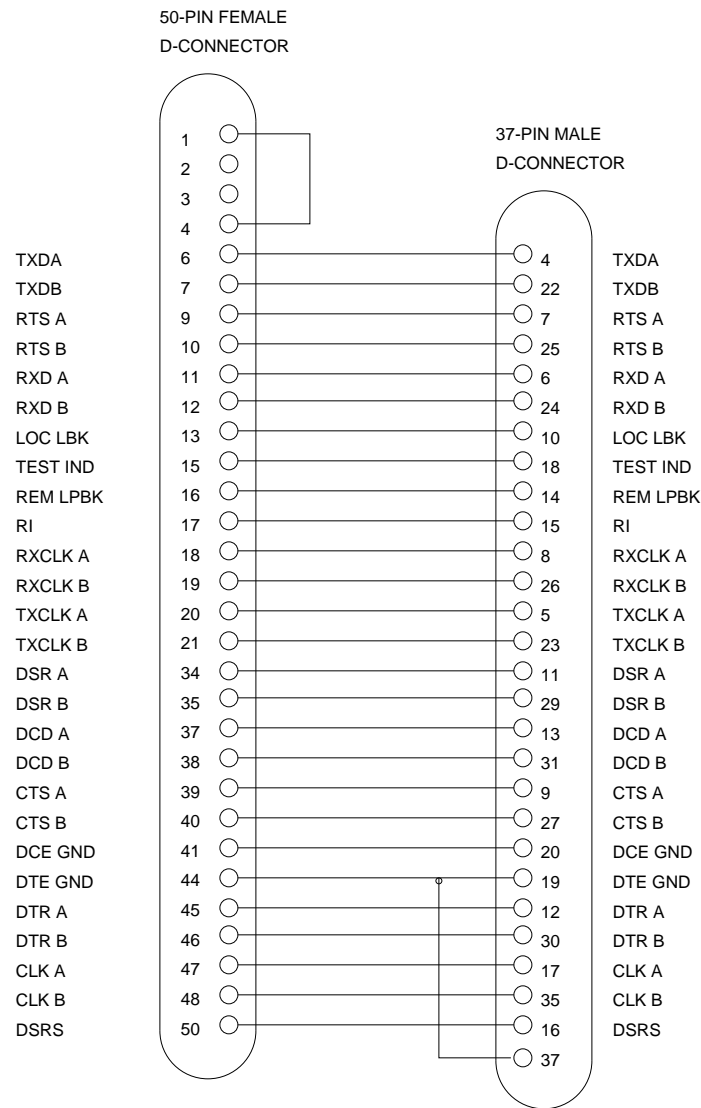 50-PIN FEMALE
D-CONNECTOR
37-PIN MALE
D-CONNECTOR
1
2
3
4
TXDA 6 4 TXDA
TXDB 7 22 TXDB
RTS A 9 7 RTS A
RTS B 10 25 RTS B
RXD A 11 6 RXD A
RXD B 12 24 RXD B
LOC LBK 13 10 LOC LBK
TEST IND 15 18 TEST IND
REM LPBK 16 14 REM LPBK
RI 17 15 RI
RXCLK A 18 8 RXCLK A
RXCLK B 19 26 RXCLK B
TXCLK A 20 5 TXCLK A
TXCLK B 21 23 TXCLK B
DSR A 34 11 DSR A
DSR B 35 29 DSR B
DCD A 37 13 DCD A
DCD B 38 31 DCD B
CTS A 39 9 CTS A
CTS B 40 27 CTS B
DCE GND 41 20 DCE GND
DTE GND 44 19 DTE GND
DTR A 45 12 DTR A
DTR B 46 30 DTR B
CLK A 47 17 CLK A
CLK B 48 35 CLK B
DSRS 50 16 DSRS
37